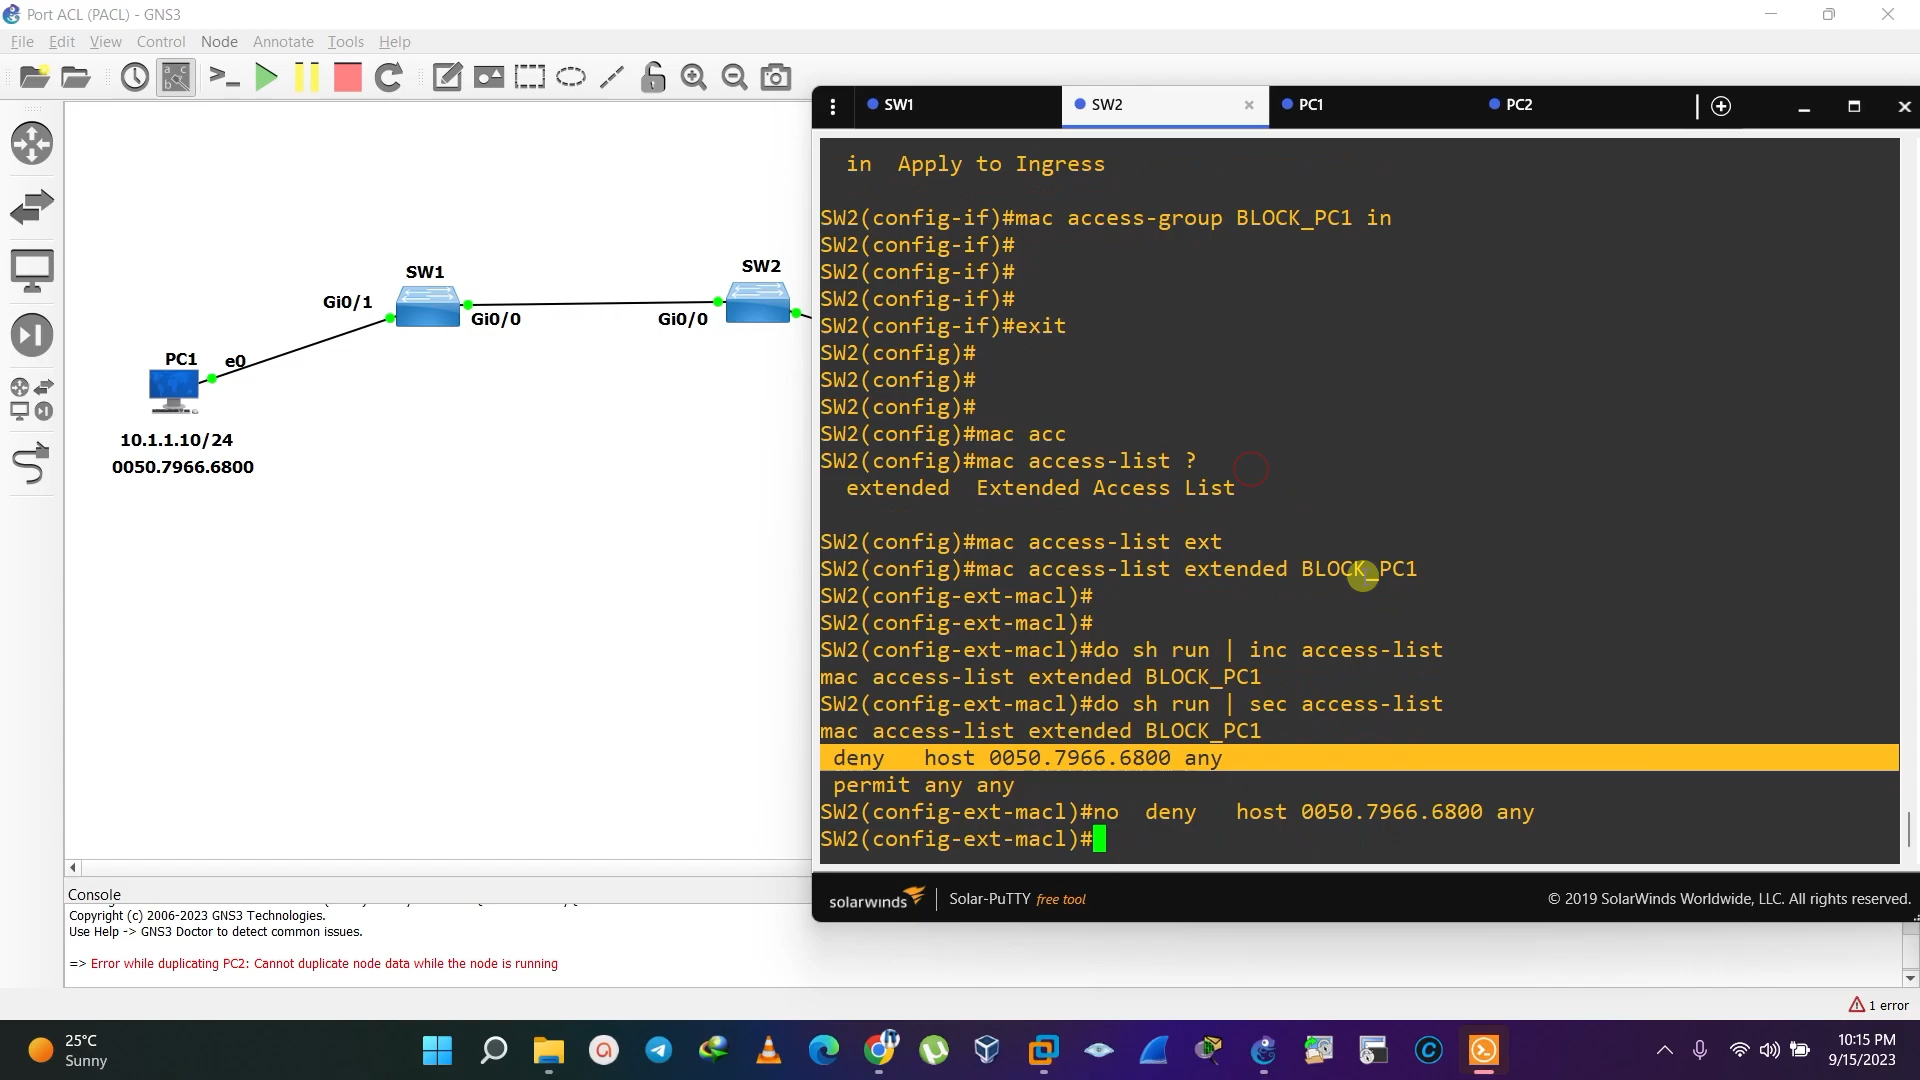 Port ACL (PACL) - GNS3
File Edit View Control Node Annotate Tools Help
SW1
SW2
PC1
PC2
SW1
SW2
Gi0/1
Gi0/0
Gi0/0
PC1
e0
10.1.1.10/24
0050.7966.6800
in  Apply to Ingress
SW2(config-if)#mac access-group BLOCK_PC1 in
SW2(config-if)#
SW2(config-if)#
SW2(config-if)#
SW2(config-if)#exit
SW2(config)#
SW2(config)#
SW2(config)#
SW2(config)#mac acc
SW2(config)#mac access-list ?
extended  Extended Access List
SW2(config)#mac access-list ext
SW2(config)#mac access-list extended BLOCK_PC1
SW2(config-ext-macl)#
SW2(config-ext-macl)#
SW2(config-ext-macl)#do sh run | inc access-list
mac access-list extended BLOCK_PC1
SW2(config-ext-macl)#do sh run | sec access-list
mac access-list extended BLOCK_PC1
deny   host 0050.7966.6800 any
permit any any
SW2(config-ext-macl)#no  deny   host 0050.7966.6800 any
SW2(config-ext-macl)#
solarwinds
Solar-PuTTY free tool
© 2019 SolarWinds Worldwide, LLC. All rights reserved.
Console
Copyright (c) 2006-2023 GNS3 Technologies.
Use Help -> GNS3 Doctor to detect common issues.
=> Error while duplicating PC2: Cannot duplicate node data while the node is running
1 error
25°C
Sunny
10:15 PM
9/15/2023